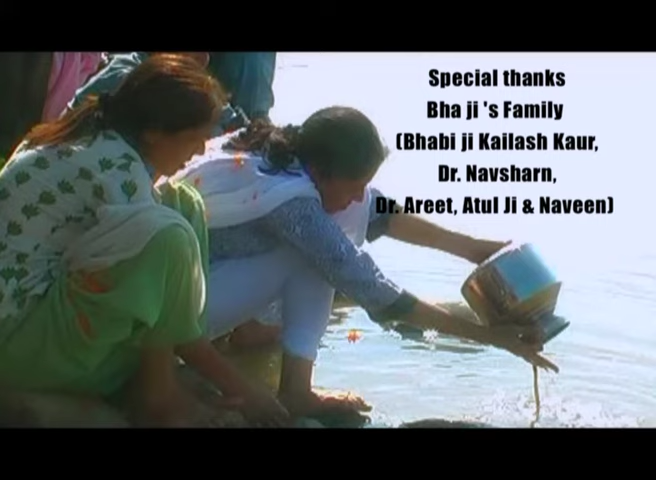 Special thanks
Bha ji 's Family
(Bhabi ji Kailash Kaur,
Dr. Navsharn,
Dr. Areet, Atul Ji & Naveen)